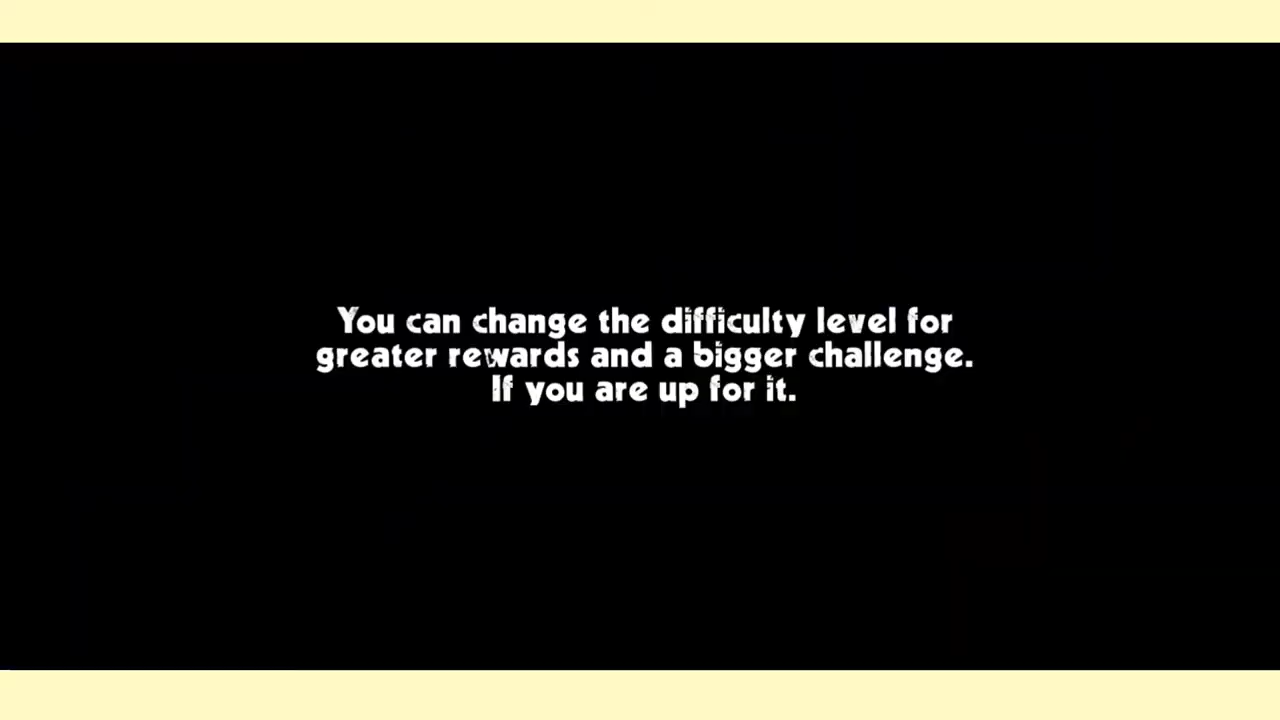 You can change the difficulty level for
greater rewards and a bigger challenge.
If you are up for it.